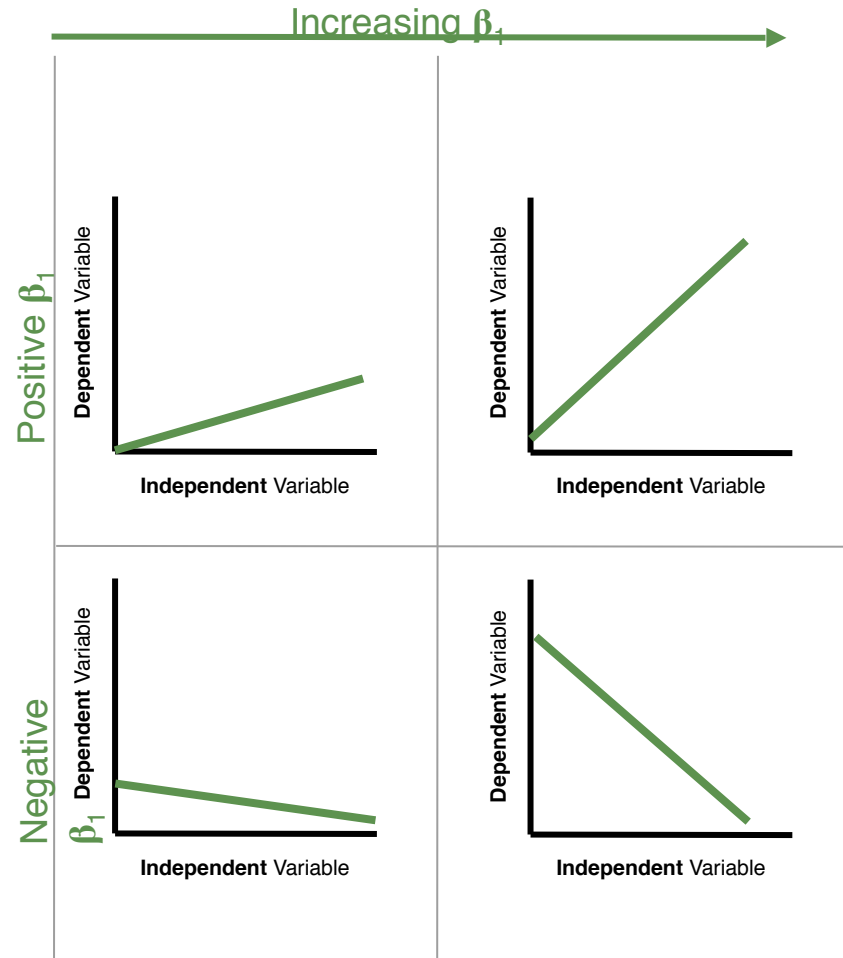 Increasing β₁
Positive β₁
Dependent Variable
Independent Variable
Dependent Variable
Independent Variable
Negative
β₁
Dependent Variable
Independent Variable
Dependent Variable
Independent Variable